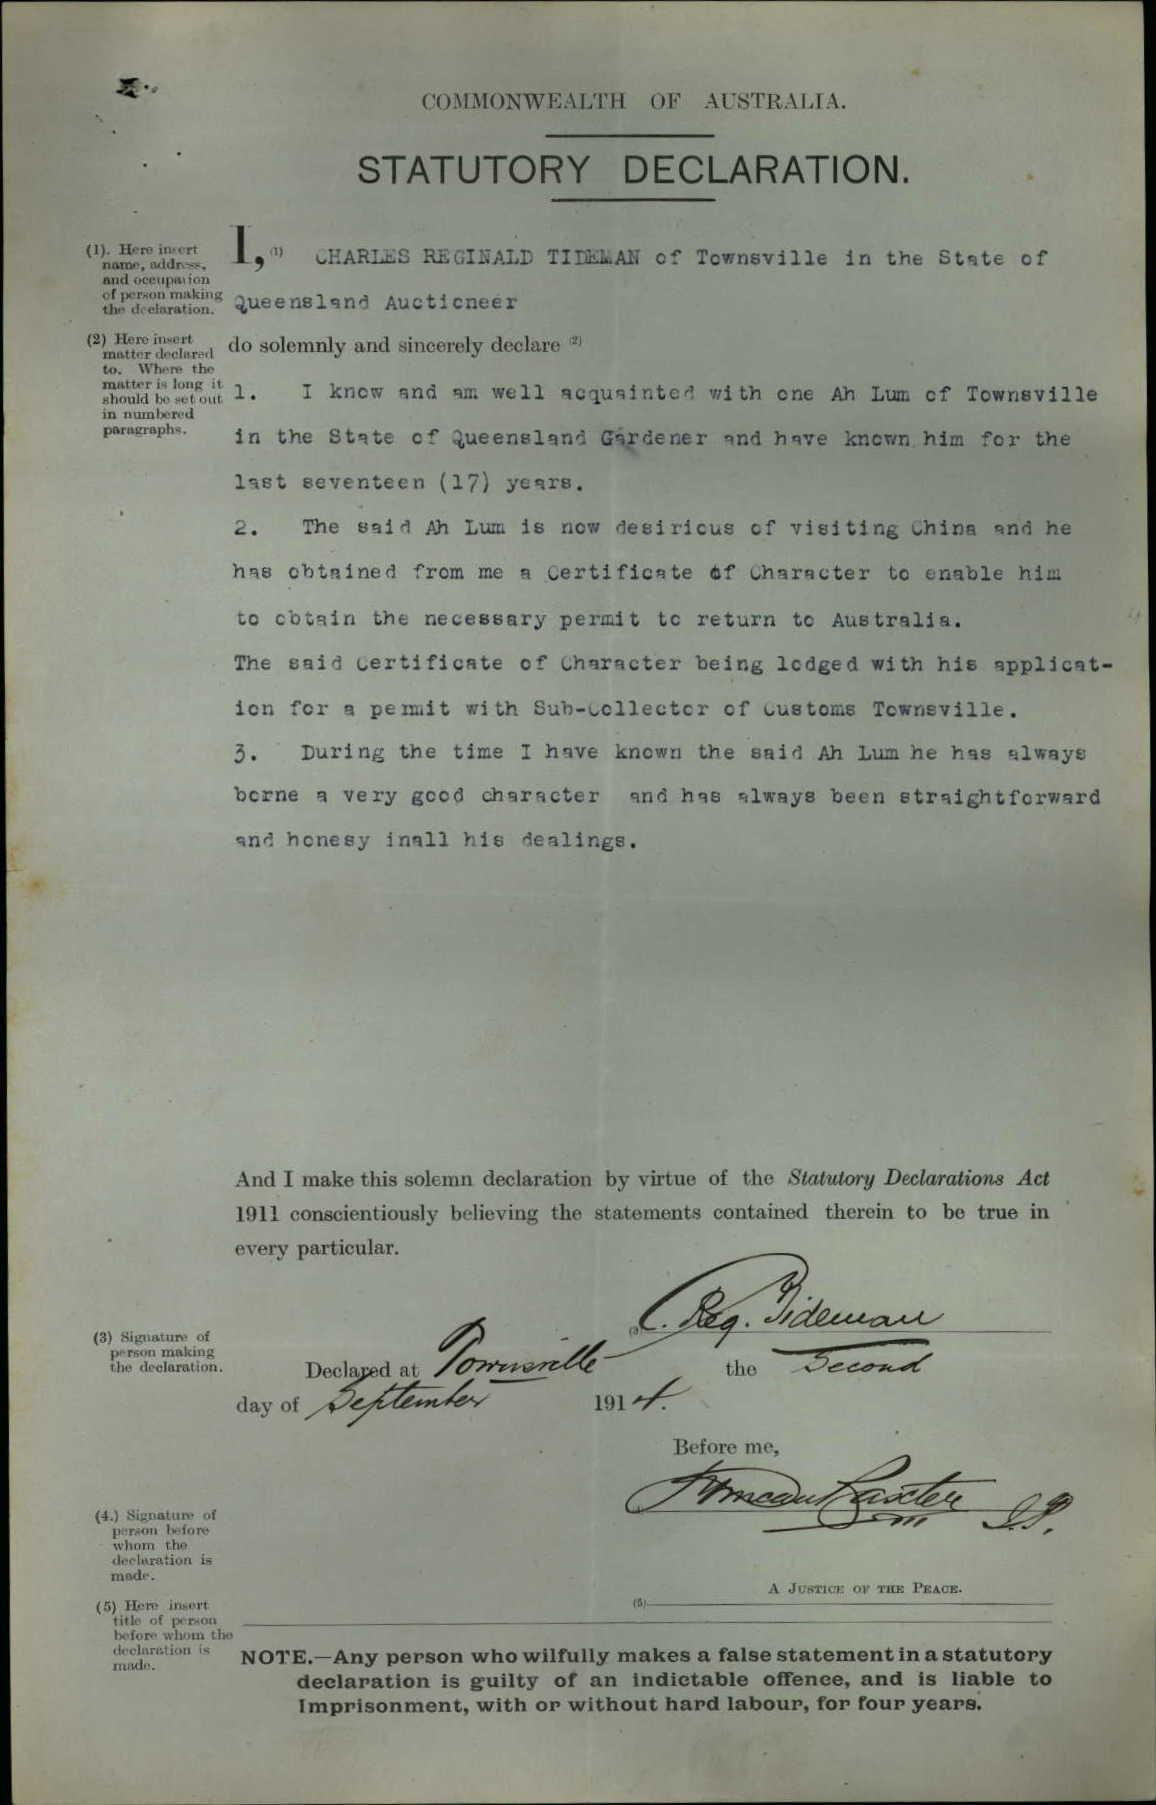 COMMONWEALTH OF AUSTRALIA.
STATUTORY DECLARATION.
(1). Here insert
name, address,
and occupation
of person making
the declaration.
I, (1) CHARLES REGINALD TIDEMAN of Townsville in the State of
Queensland Auctioneer
(2) Here insert
matter declared
to. Where the
matter is long it
should be set out
in numbered
paragraphs.
do solemnly and sincerely declare (2)
1. I know and am well acquainted with one Ah Lum of Townsville
in the State of Queensland Gardener and have known him for the
last seventeen (17) years.
2. The said Ah Lum is now desirious of visiting China and he
has obtained from me a Certificate of Character to enable him
to obtain the necessary permit to return to Australia.
The said Certificate of Character being lodged with his applicat-
ion for a permit with Sub-Collector of Customs Townsville.
3. During the time I have known the said Ah Lum he has always
borne a very good character and has always been straightforward
and honesy inall his dealings.
And I make this solemn declaration by virtue of the Statutory Declarations Act
1911 conscientiously believing the statements contained therein to be true in
every particular.
(3) C. Reg. Tideman
(3) Signature of
person making
the declaration.
Declared at Townsville the Second
day of September 1914.
Before me,
Baxter J.P.
(4.) Signature of
person before
whom the
declaration is
made.
A JUSTICE OF THE PEACE.
(5)
(5) Here insert
title of person
before whom the
declaration is
made.
NOTE.—Any person who wilfully makes a false statement in a statutory
declaration is guilty of an indictable offence, and is liable to
Imprisonment, with or without hard labour, for four years.